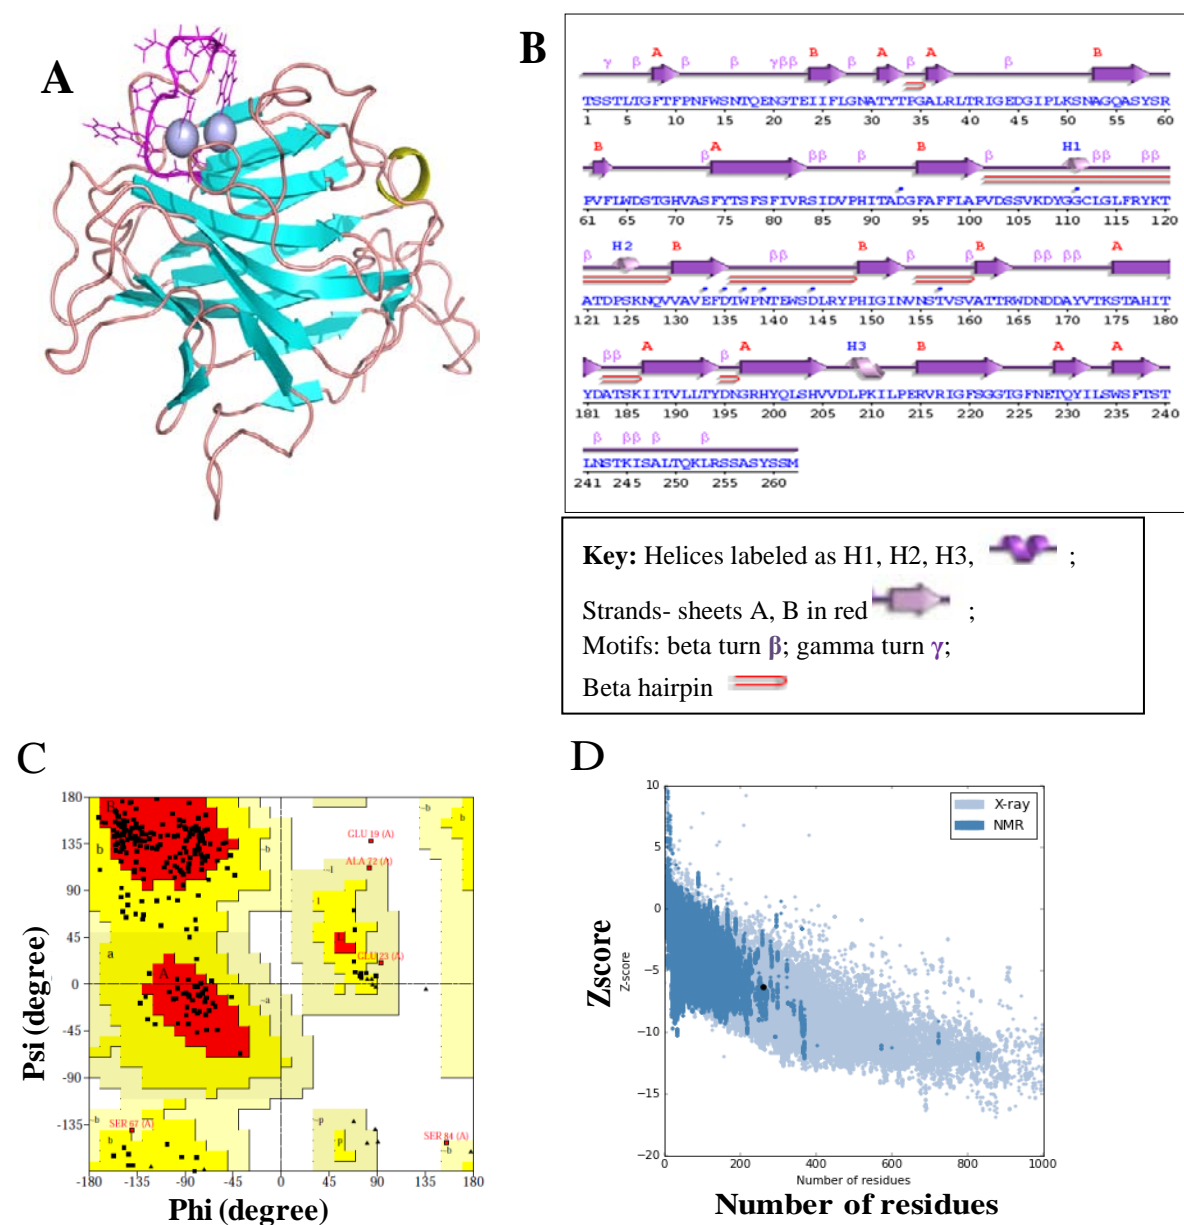 A
B
A B A A B
γ β β β γββ β β β β
TSSTLTGFTFPNFWSNTQENGTEIIFLGNATYTPGALRLTRIGEDGIPLKSNAGQASYSR
1 5 10 15 20 25 30 35 40 45 50 55 60
B A B H1
β ββ β β ββ ββ
PVFLWDSTGHVASFYTSFSFIVRSIDVPHITADGFAFFLAPVDSSVKDYGGCLGLFRYKT
61 65 70 75 80 85 90 95 100 105 110 115 120
H2 B B B A
β ββ β β ββ ββ
ATDPSKNQVVAVEFDTWPNTEWSDLRYPHIGINVNSTVSVATTRWDNDDAYVTKSTAHIT
121 125 130 135 140 145 150 155 160 165 170 175 180
A A H3 B A A
ββ β
YDATSKIITVLLTYDNGRHYQLSHVVDLPKILPERVRIGFSGGTGFNETQYILSWSFTST
181 185 190 195 200 205 210 215 220 225 230 235 240
β ββ β β
LNSTKISALTQKLRSSASYSSM
241 245 250 255 260
Key: Helices labeled as H1, H2, H3, ;
Strands- sheets A, B in red ;
Motifs: beta turn β; gamma turn γ;
Beta hairpin
C
180
135
90
45
0
-45
-90
-135
-180 -135 -90 -45 0 45 90 135 180
B
b
~b
a
A
~a
~l
l
L
~b
b
~b
b
~p
p
~b
GLU 19 (A)
ALA 72 (A)
GLU 23 (A)
SER 67 (A)
SER 84 (A)
Psi (degree)
Phi (degree)
D
10
5
0
−5
−10
−15
−20
0 200 400 600 800 1000
X-ray
NMR
Zscore
Z-score
Number of residues
Number of residues